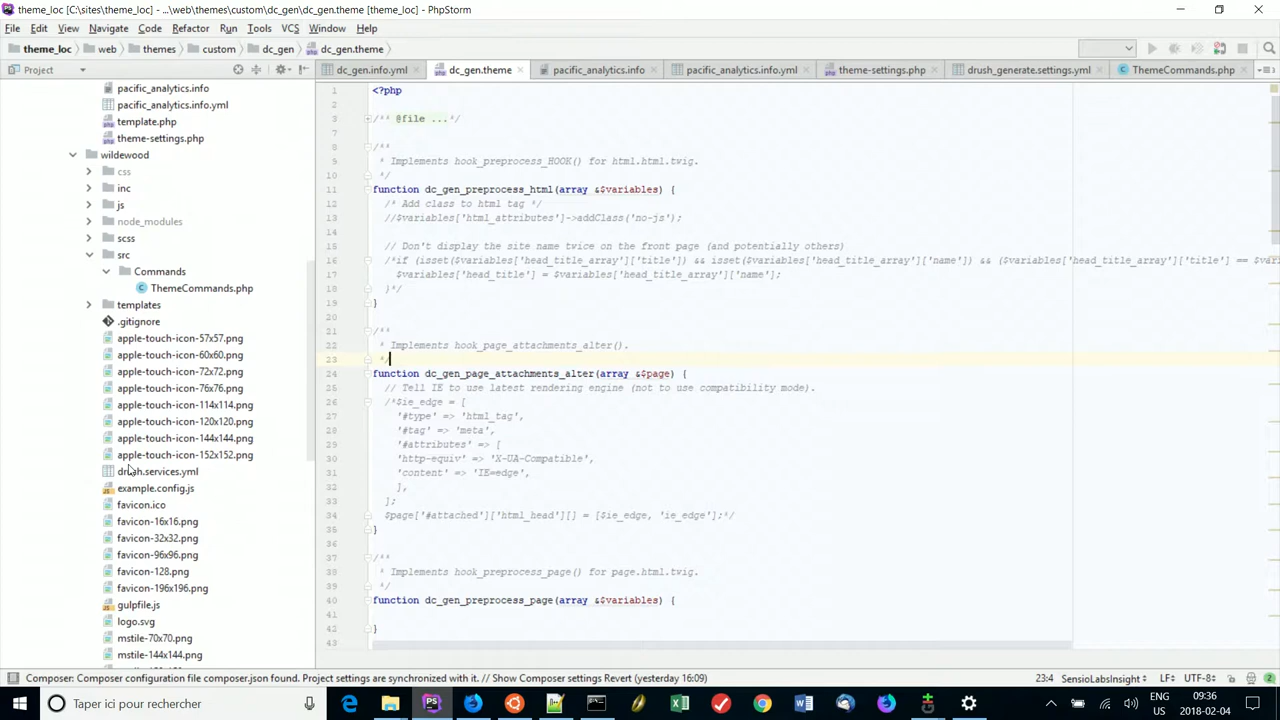 theme_loc [C:\sites\theme_loc] - ...\web\themes\custom\dc_gen\dc_gen.theme [theme_loc] - PhpStorm
File Edit View Navigate Code Refactor Run Tools VCS Window Help
theme_loc web themes custom dc_gen dc_gen.theme
Project
dc_gen.info.yml dc_gen.theme pacific_analytics.info pacific_analytics.info.yml theme-settings.php drush_generate.settings.yml ThemeCommands.php
pacific_analytics.info
pacific_analytics.info.yml
template.php
theme-settings.php
wildewood
css
inc
js
node_modules
scss
src
Commands
ThemeCommands.php
templates
.gitignore
apple-touch-icon-57x57.png
apple-touch-icon-60x60.png
apple-touch-icon-72x72.png
apple-touch-icon-76x76.png
apple-touch-icon-114x114.png
apple-touch-icon-120x120.png
apple-touch-icon-144x144.png
apple-touch-icon-152x152.png
drush.services.yml
example.config.js
favicon.ico
favicon-16x16.png
favicon-32x32.png
favicon-96x96.png
favicon-128.png
favicon-196x196.png
gulpfile.js
logo.svg
mstile-70x70.png
mstile-144x144.png
1 <?php
2
3 /** @file ...*/
7
8 /**
9 * Implements hook_preprocess_HOOK() for html.html.twig.
10 */
11 function dc_gen_preprocess_html(array &$variables) {
12 /* Add class to html tag */
13 //$variables['html_attributes']->addClass('no-js');
14
15 // Don't display the site name twice on the front page (and potentially others)
16 /*if (isset($variables['head_title_array']['title']) && isset($variables['head_title_array']['name']) && ($variables['head_title_array']['title'] == $va
17 $variables['head_title'] = $variables['head_title_array']['name'];
18 }*/
19 }
20
21 /**
22 * Implements hook_page_attachments_alter().
23 */
24 function dc_gen_page_attachments_alter(array &$page) {
25 // Tell IE to use latest rendering engine (not to use compatibility mode).
26 /*$ie_edge = [
27 '#type' => 'html_tag',
28 '#tag' => 'meta',
29 '#attributes' => [
30 'http-equiv' => 'X-UA-Compatible',
31 'content' => 'IE=edge',
32 ],
33 ];
34 $page['#attached']['html_head'][] = [$ie_edge, 'ie_edge'];*/
35 }
36
37 /**
38 * Implements hook_preprocess_page() for page.html.twig.
39 */
40 function dc_gen_preprocess_page(array &$variables) {
41
42 }
43
Composer: Composer configuration file composer.json found. Project settings are synchronized with it. // Show Composer settings Revert (yesterday 16:09) 23:4 SensioLabsInsight LF: UTF-8: 2
Taper ici pour rechercher
ENG 09:36
US 2018-02-04